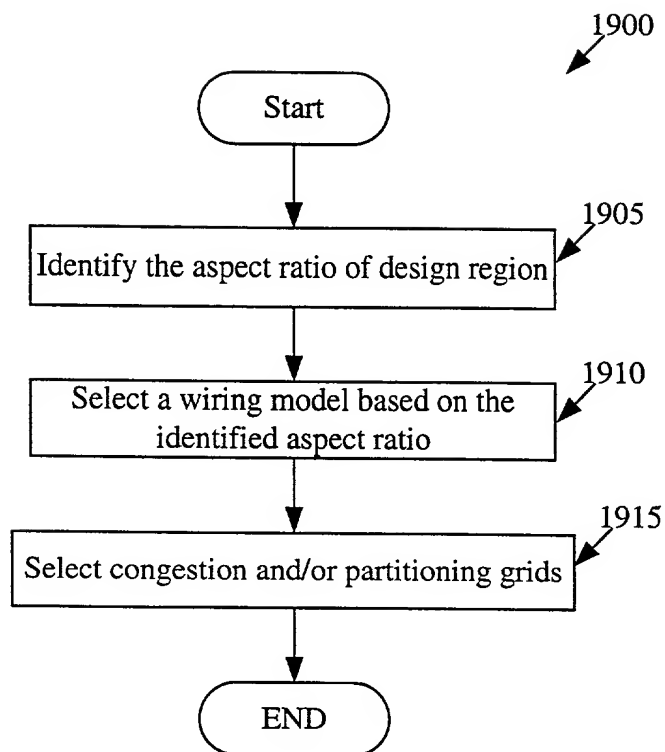 1900
Start
1905
Identify the aspect ratio of design region
1910
Select a wiring model based on the
identified aspect ratio
1915
Select congestion and/or partitioning grids
END